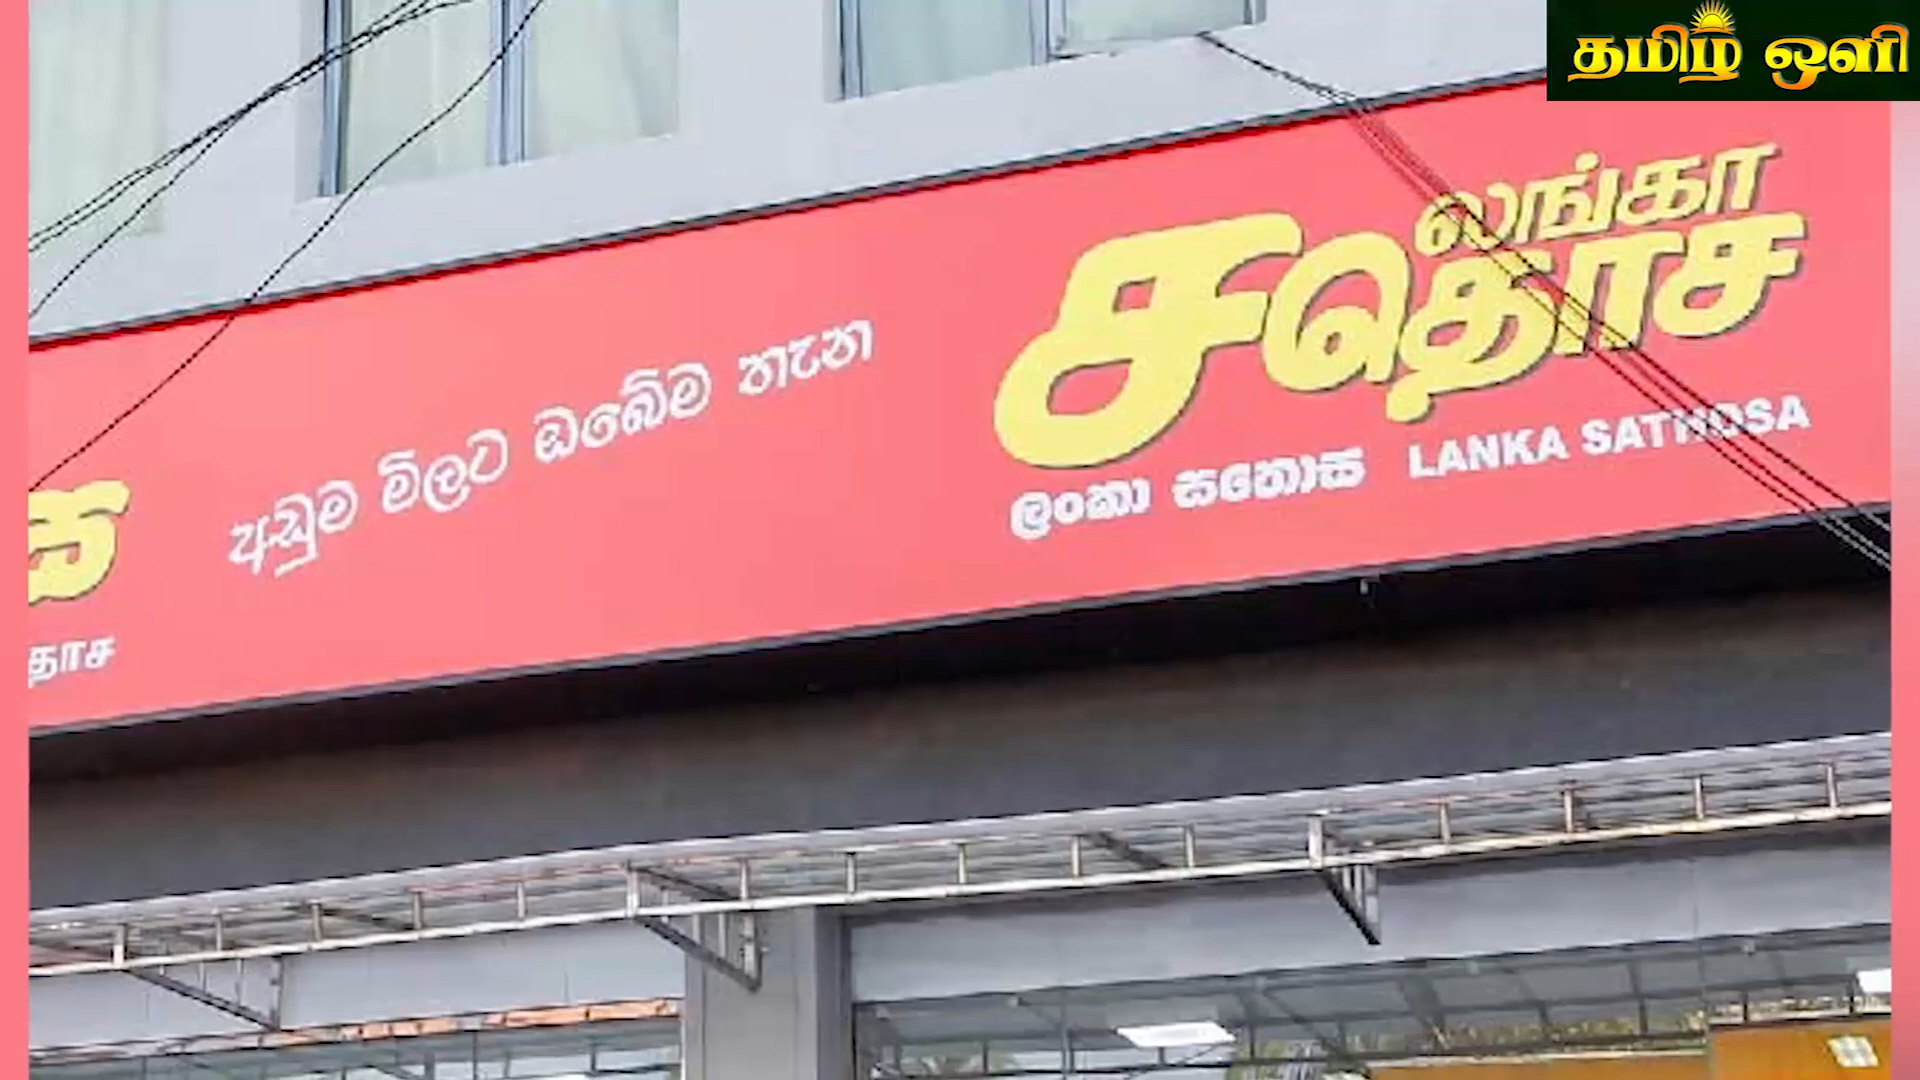 தமிழ் ஒளி
லங்கா
சதொச
ලංකා සතොස LANKA SATHOSA
අඩුම මිලට ඔබේම තැන
ස
தொச